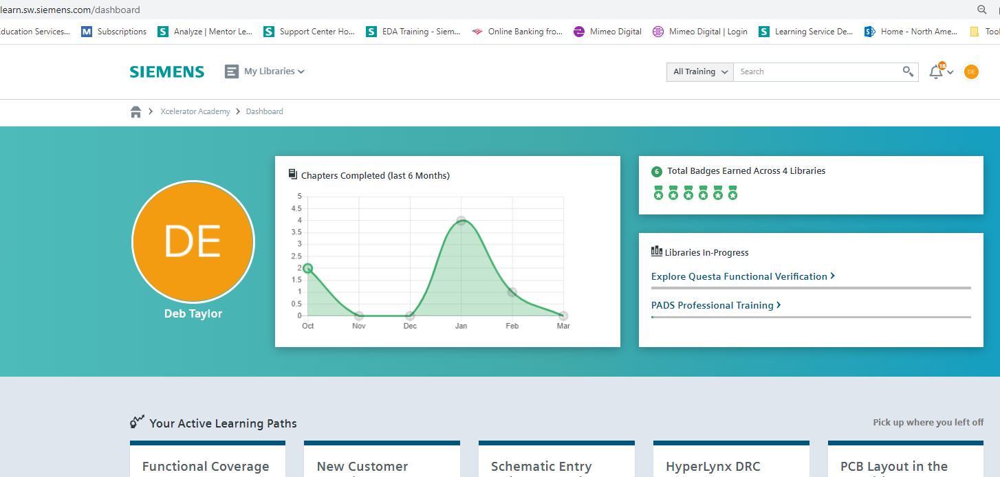 learn.sw.siemens.com/dashboard
ducation Services...
M Subscriptions
S Analyze | Mentor Le...
S Support Center Ho...
S EDA Training - Siem...
Online Banking fro...
Mimeo Digital
Mimeo Digital | Login
S Learning Service De...
S Home - North Ame...
Tool
SIEMENS
My Libraries
All Training
Search
18
DE
Xcelerator Academy
Dashboard
DE
Deb Taylor
Chapters Completed (last 6 Months)
5
4.5
4
3.5
3
2.5
2
1.5
1
0.5
0
Oct Nov Dec Jan Feb Mar
6 Total Badges Earned Across 4 Libraries
Libraries In-Progress
Explore Questa Functional Verification
PADS Professional Training
Your Active Learning Paths
Pick up where you left off
Functional Coverage
New Customer
Schematic Entry
HyperLynx DRC
PCB Layout in the